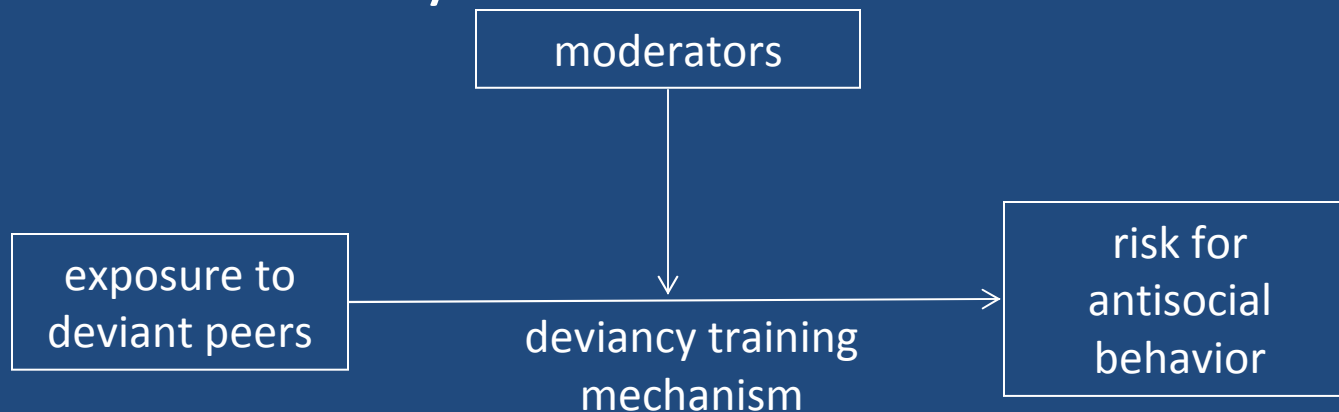 moderators
exposure to
deviant peers
deviancy training
mechanism
risk for
antisocial
behavior